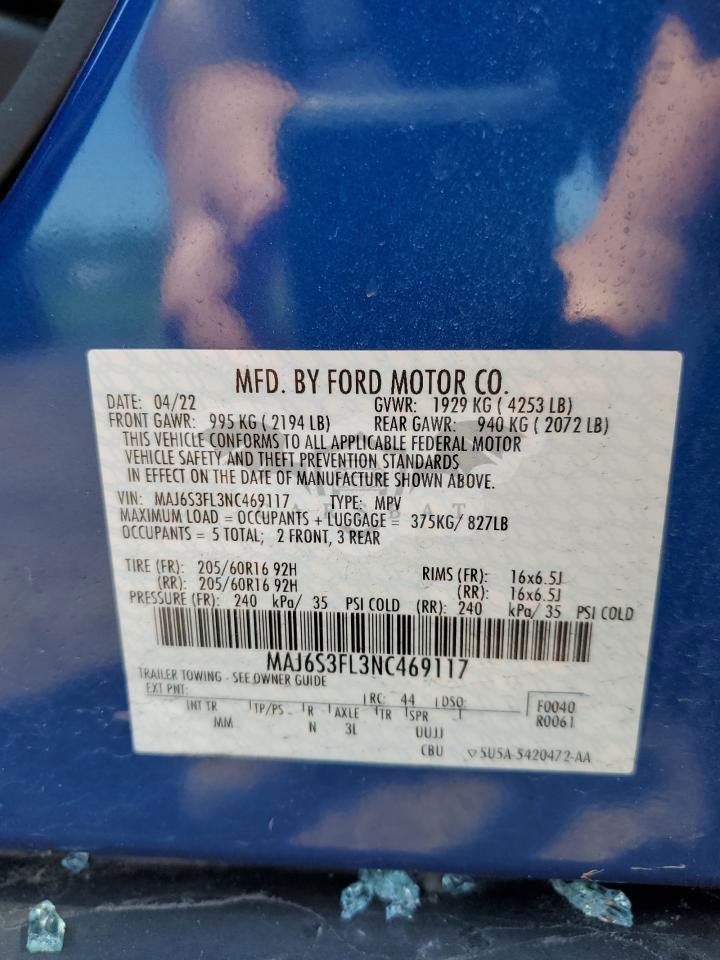 MFD. BY FORD MOTOR CO.
DATE: 04/22 GVWR: 1929 KG ( 4253 LB)
FRONT GAWR: 995 KG ( 2194 LB) REAR GAWR: 940 KG ( 2072 LB)
THIS VEHICLE CONFORMS TO ALL APPLICABLE FEDERAL MOTOR
VEHICLE SAFETY AND THEFT PREVENTION STANDARDS
IN EFFECT ON THE DATE OF MANUFACTURE SHOWN ABOVE.
VIN: MAJ6S3FL3NC469117 TYPE: MPV
MAXIMUM LOAD = OCCUPANTS + LUGGAGE = 375KG/ 827LB
OCCUPANTS = 5 TOTAL; 2 FRONT, 3 REAR
TIRE (FR): 205/60R16 92H RIMS (FR): 16x6.5J
(RR): 205/60R16 92H (RR): 16x6.5J
PRESSURE (FR): 240 kPa/ 35 PSI COLD (RR): 240 kPa/ 35 PSI COLD
MAJ6S3FL3NC469117
TRAILER TOWING - SEE OWNER GUIDE
EXT PNT: RC: 44 DSO: F0040
INT TR TP/PS R AXLE TR SPR R0061
MM N 3L UUJJ
CBU 5U5A-5420472-AA